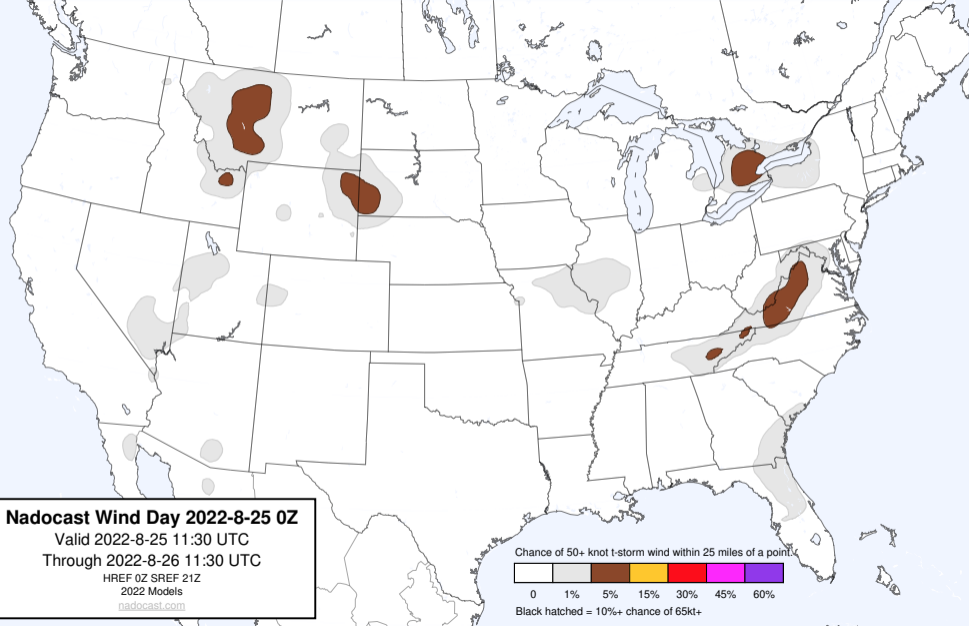 Nadocast Wind Day 2022-8-25 0Z
Valid 2022-8-25 11:30 UTC
Through 2022-8-26 11:30 UTC
HREF 0Z SREF 21Z
2022 Models
nadocast.com
Chance of 50+ knot t-storm wind within 25 miles of a point.
0 1% 5% 15% 30% 45% 60%
Black hatched = 10%+ chance of 65kt+